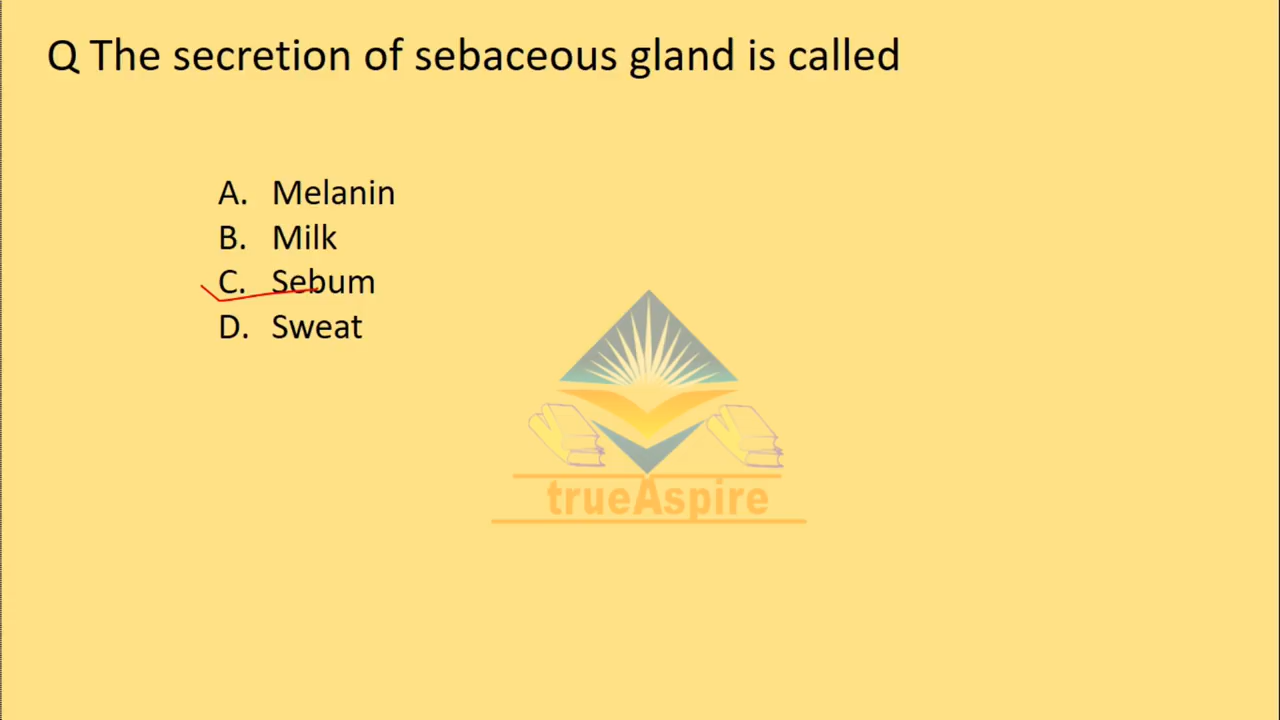 Q The secretion of sebaceous gland is called
A. Melanin
B. Milk
C. Sebum
D. Sweat
trueAspire